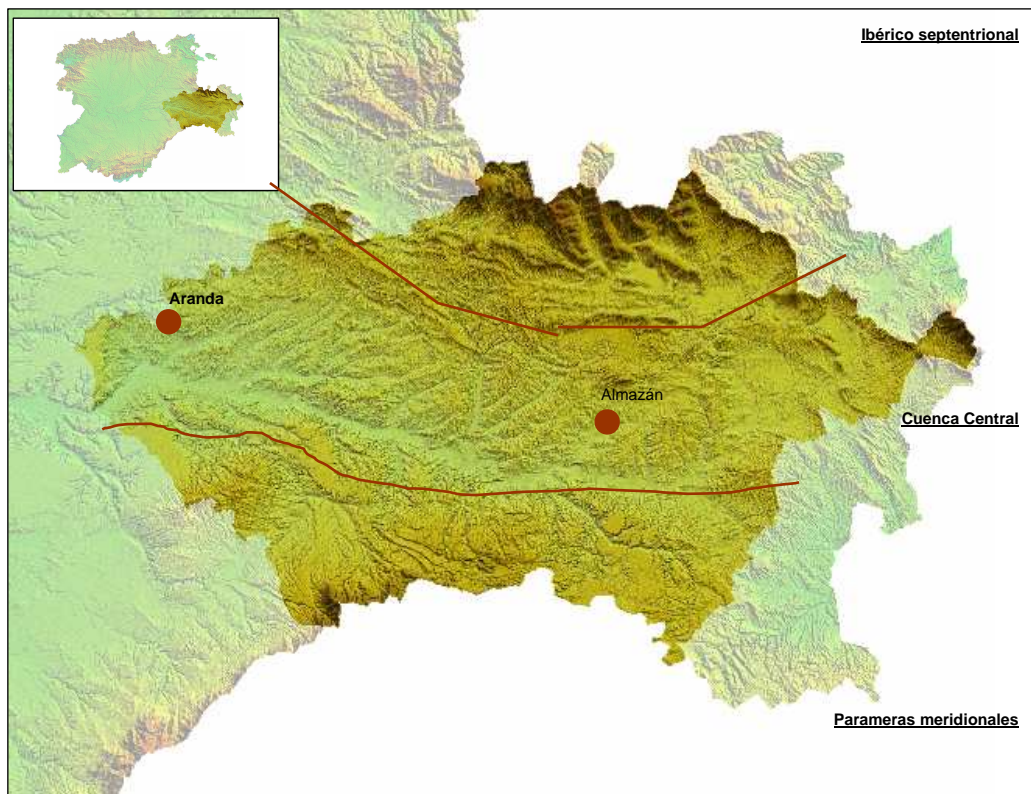 Ibérico septentrional
Aranda
Almazán
Cuenca Central
Parameras meridionales